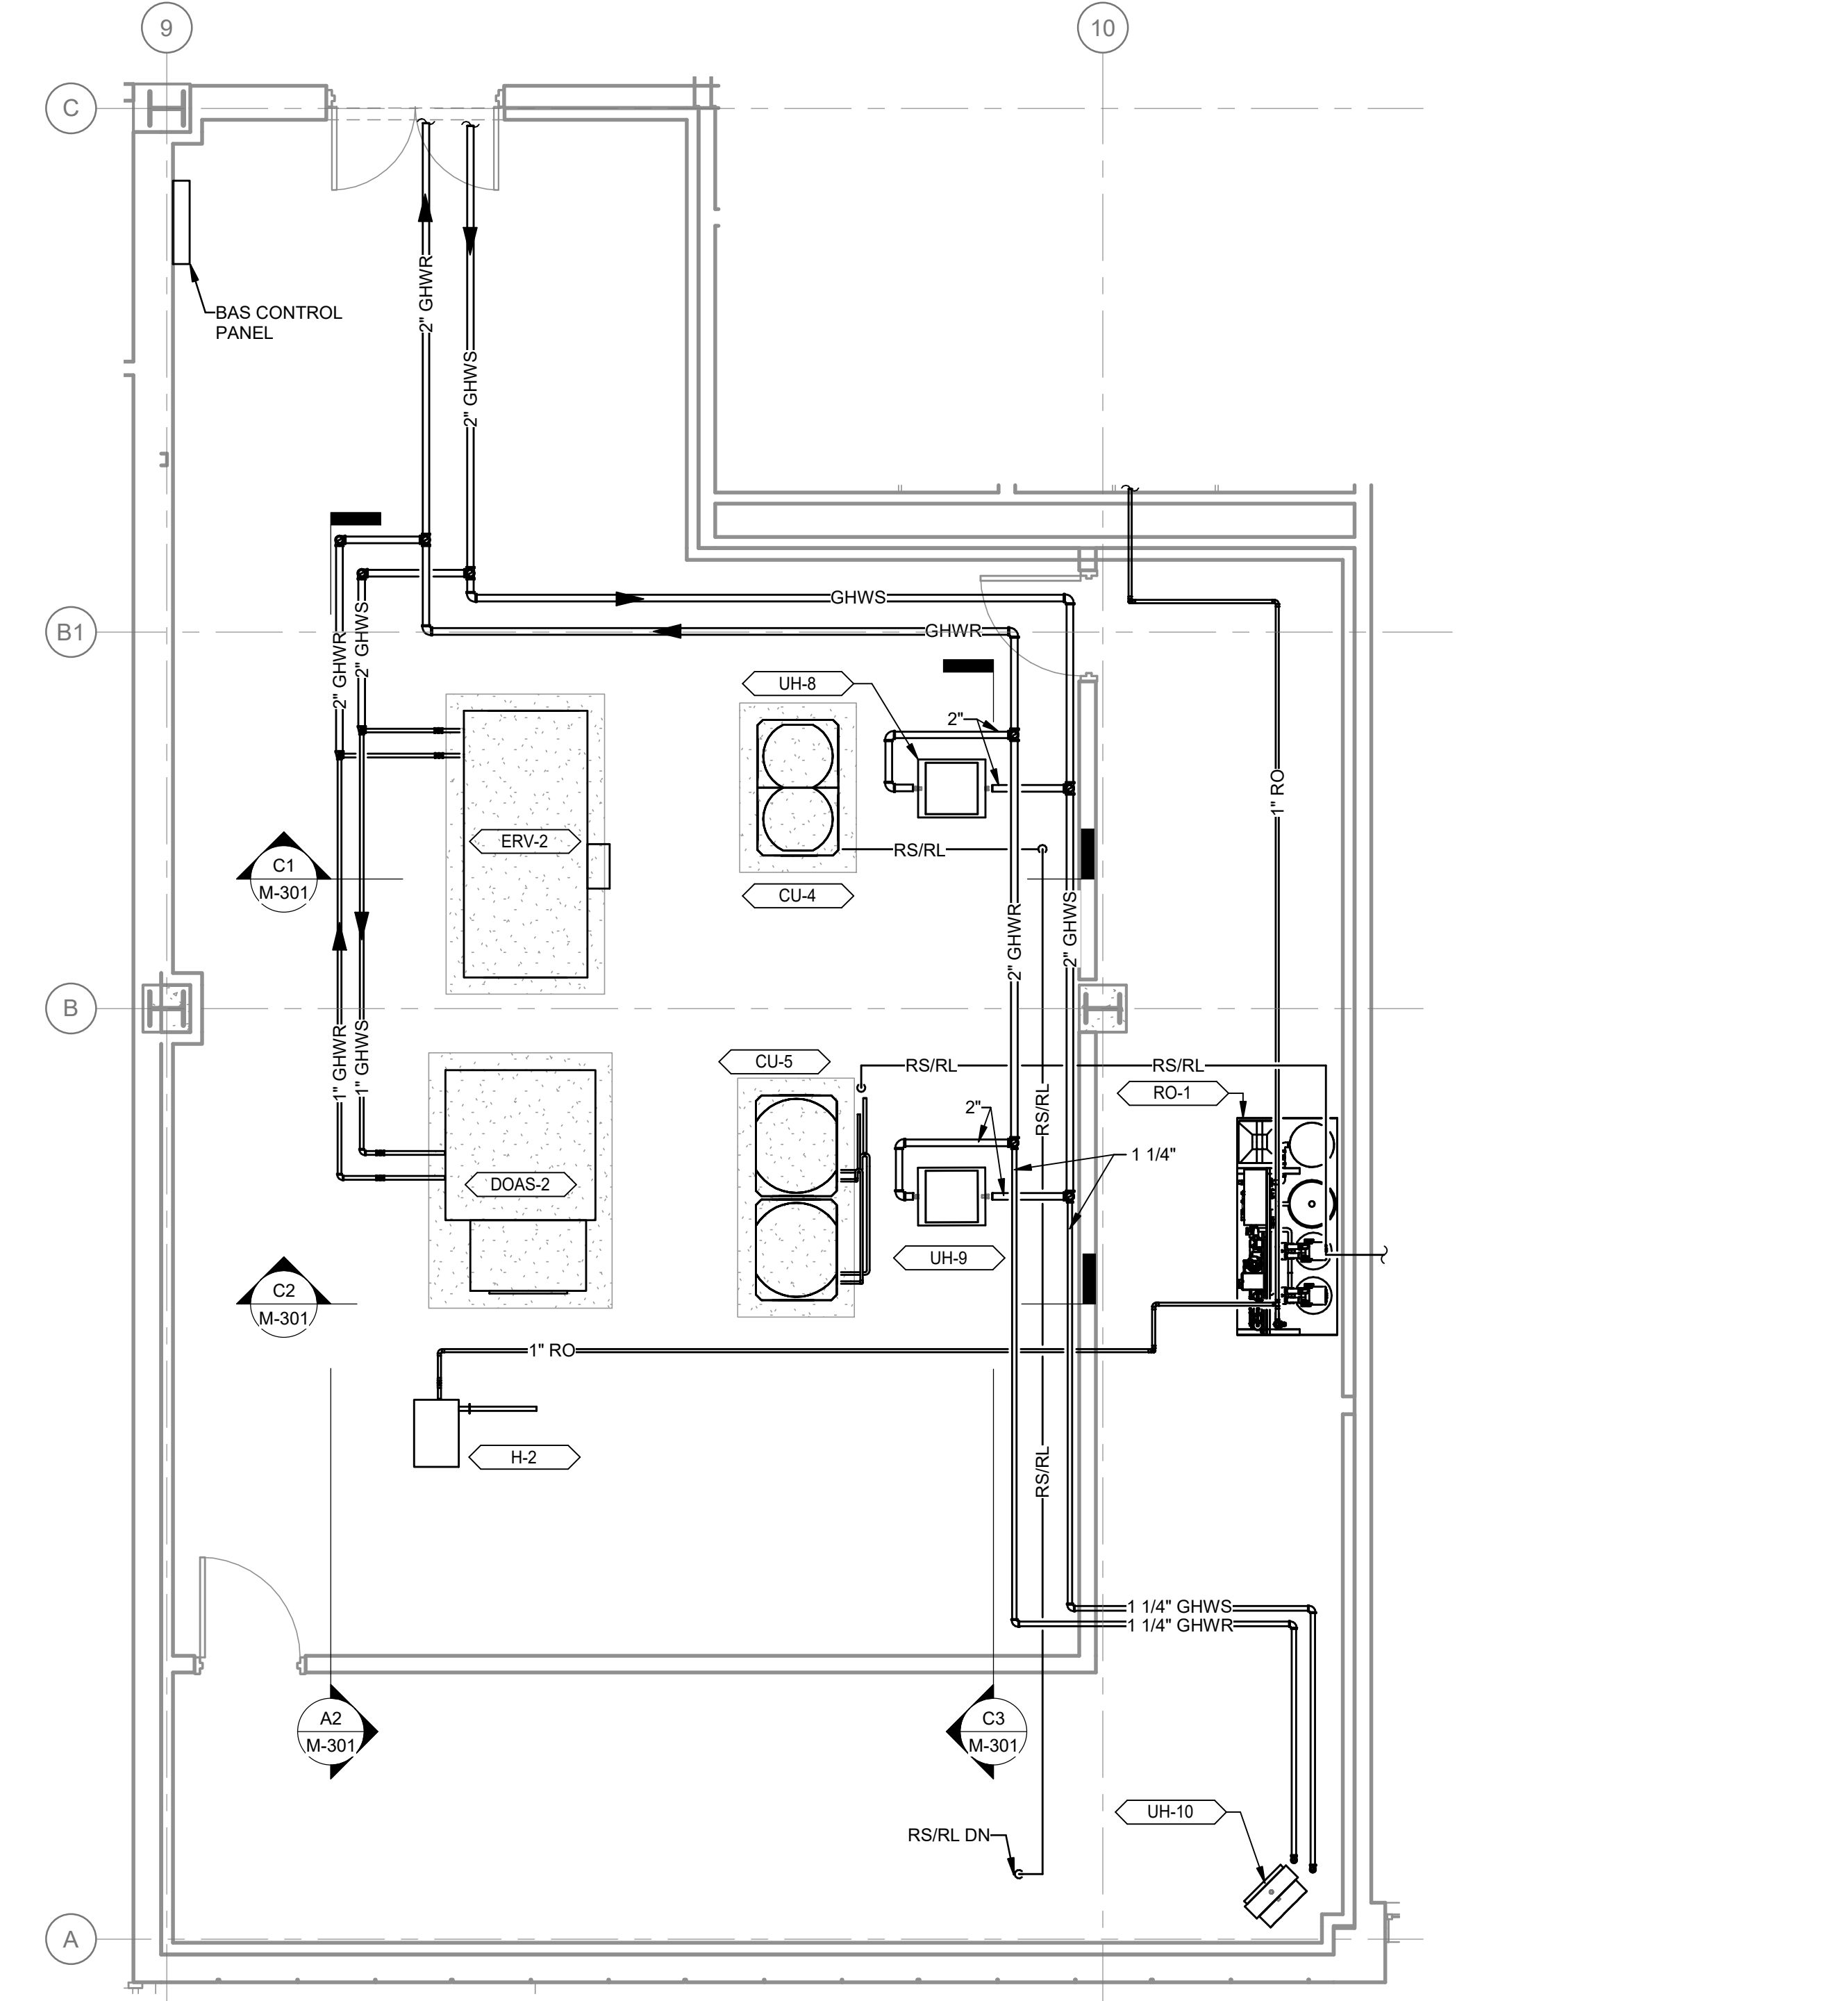 9
10
C
BAS CONTROL
PANEL
2" GHWR
2" GHWS
GHWS
B1
GHWR
2" GHWR
2" GHWS
UH-8
2"
1" RO
ERV-2
RS/RL
C1
M-301
CU-4
2" GHWR
2" GHWS
B
1" GHWR
1" GHWS
CU-5
RS/RL
RS/RL
RO-1
2"
RS/RL
1 1/4"
DOAS-2
UH-9
C2
M-301
1" RO
H-2
RS/RL
1 1/4" GHWS
1 1/4" GHWR
A2
M-301
C3
M-301
UH-10
RS/RL DN
A